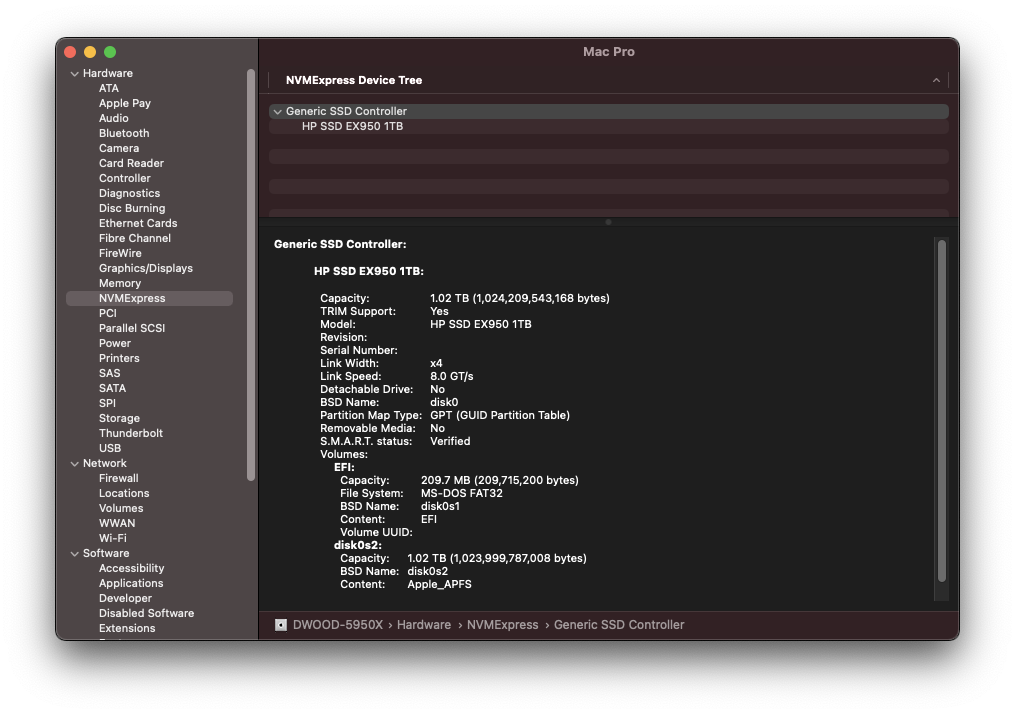 Mac Pro
Hardware
ATA
Apple Pay
Audio
Bluetooth
Camera
Card Reader
Controller
Diagnostics
Disc Burning
Ethernet Cards
Fibre Channel
FireWire
Graphics/Displays
Memory
NVMExpress
PCI
Parallel SCSI
Power
Printers
SAS
SATA
SPI
Storage
Thunderbolt
USB
Network
Firewall
Locations
Volumes
WWAN
Wi-Fi
Software
Accessibility
Applications
Developer
Disabled Software
Extensions
NVMExpress Device Tree
Generic SSD Controller
HP SSD EX950 1TB
Generic SSD Controller:
HP SSD EX950 1TB:
Capacity: 1.02 TB (1,024,209,543,168 bytes)
TRIM Support: Yes
Model: HP SSD EX950 1TB
Revision:
Serial Number:
Link Width: x4
Link Speed: 8.0 GT/s
Detachable Drive: No
BSD Name: disk0
Partition Map Type: GPT (GUID Partition Table)
Removable Media: No
S.M.A.R.T. status: Verified
Volumes:
EFI:
Capacity: 209.7 MB (209,715,200 bytes)
File System: MS-DOS FAT32
BSD Name: disk0s1
Content: EFI
Volume UUID:
disk0s2:
Capacity: 1.02 TB (1,023,999,787,008 bytes)
BSD Name: disk0s2
Content: Apple_APFS
DWOOD-5950X › Hardware › NVMExpress › Generic SSD Controller